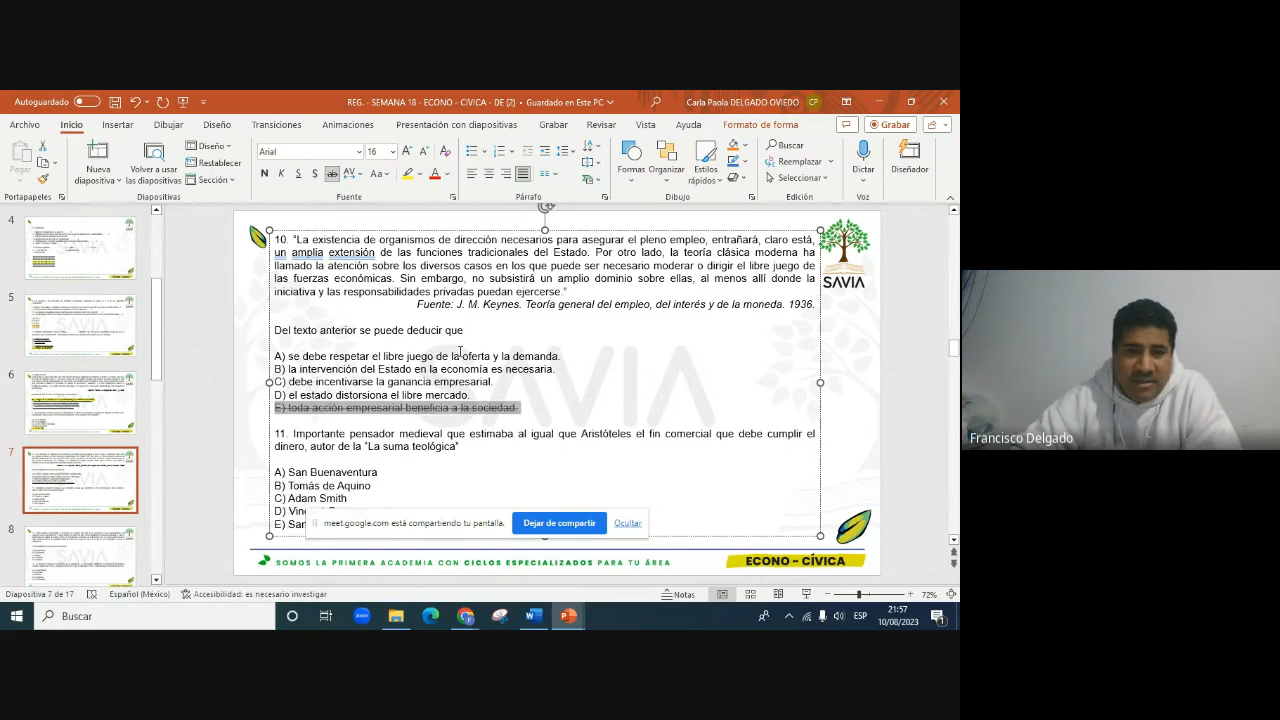 Autoguardado
REG. - SEMANA 18 - ECONO - CÍVICA - DE (2) • Guardado en Este PC
Carla Paola DELGADO OVIEDO CP
Archivo Inicio Insertar Dibujar Diseño Transiciones Animaciones Presentación con diapositivas Grabar Revisar Vista Ayuda Formato de forma Grabar
Pegar
Nueva diapositiva
Volver a usar las diapositivas
Diseño
Restablecer
Sección
Arial 16
N K S S ab AV Aa A
Formas Organizar Estilos rápidos
Buscar
Reemplazar
Seleccionar
Dictar
Diseñador
Portapapeles Diapositivas Fuente Párrafo Dibujo Edición Voz Diseñador
4
5
6
7
8
10. "La existencia de organismos de dirección necesarios para asegurar el pleno empleo, entrañará, claro está,
un amplia extensión de las funciones tradicionales del Estado. Por otro lado, la teoría clásica moderna ha
llamado la atención sobre los diversos casos en los que puede ser necesario moderar o dirigir el libre juego de
las fuerzas económicas. Sin embargo, no subsistirá un amplio dominio sobre ellas, al menos allí donde la
iniciativa y las responsabilidades privadas puedan ejercerse."
Fuente: J. M. Keynes. Teoría general del empleo, del interés y de la moneda. 1936.
Del texto anterior se puede deducir que
A) se debe respetar el libre juego de la oferta y la demanda.
B) la intervención del Estado en la economía es necesario.
C) debe incentivarse la ganancia empresarial.
D) el estado distorsiona el libre mercado.
E) toda acción empresarial beneficia a la sociedad.
11. Importante pensador medieval que estimaba al igual que Aristóteles el fin comercial que debe cumplir el
dinero, autor de la "La suma teológica"
A) San Buenaventura
B) Tomás de Aquino
C) Adam Smith
D)
E) San
SAVIA
meet.google.com está compartiendo tu pantalla. Dejar de compartir Ocultar
SOMOS LA PRIMERA ACADEMIA CON CICLOS ESPECIALIZADOS PARA TU ÁREA
ECONO - CÍVICA
Francisco Delgado
Diapositiva 7 de 17 Español (México) Accesibilidad: es necesario investigar Notas 72%
Buscar
ESP
21:57
10/08/2023